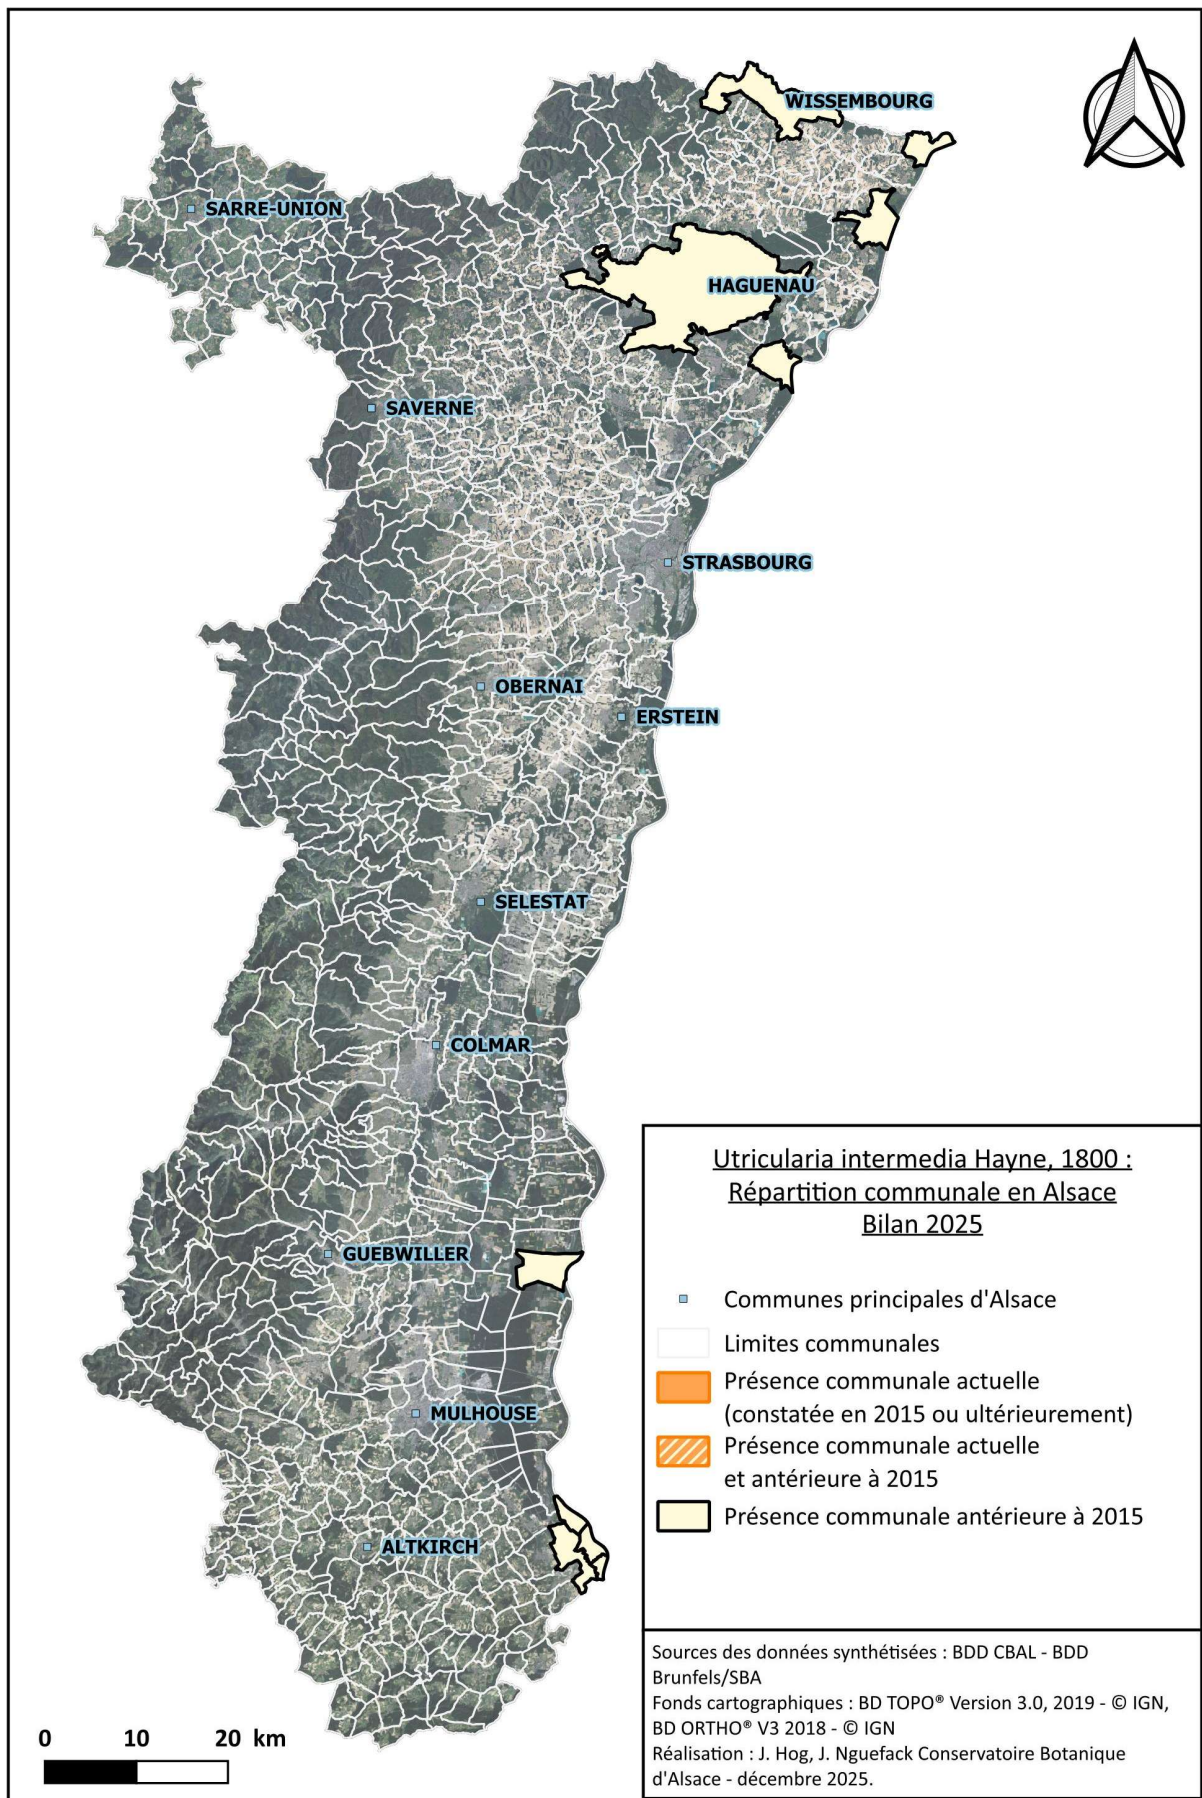 WISSEMBOURG
SARRE-UNION
HAGUENAU
SAVERNE
STRASBOURG
OBERNAI
ERSTEIN
SELESTAT
COLMAR
GUEBWILLER
MULHOUSE
ALTKIRCH
0 10 20 km
Utricularia intermedia Hayne, 1800 :
Répartition communale en Alsace
Bilan 2025
Communes principales d'Alsace
Limites communales
Présence communale actuelle
(constatée en 2015 ou ultérieurement)
Présence communale actuelle
et antérieure à 2015
Présence communale antérieure à 2015
Sources des données synthétisées : BDD CBAL - BDD
Brunfels/SBA
Fonds cartographiques : BD TOPO® Version 3.0, 2019 - © IGN,
BD ORTHO® V3 2018 - © IGN
Réalisation : J. Hog, J. Nguefack Conservatoire Botanique
d'Alsace - décembre 2025.